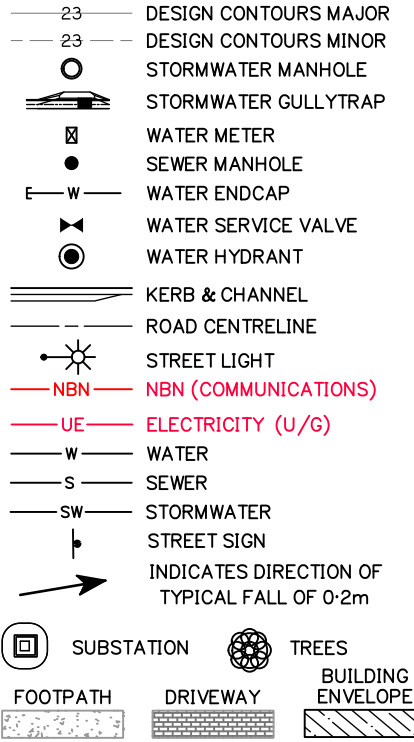 23 DESIGN CONTOURS MAJOR
23 DESIGN CONTOURS MINOR
STORMWATER MANHOLE
STORMWATER GULLYTRAP
WATER METER
SEWER MANHOLE
W WATER ENDCAP
WATER SERVICE VALVE
WATER HYDRANT
KERB & CHANNEL
ROAD CENTRELINE
STREET LIGHT
NBN NBN (COMMUNICATIONS)
UE ELECTRICITY (U/G)
W WATER
S SEWER
SW STORMWATER
STREET SIGN
INDICATES DIRECTION OF
TYPICAL FALL OF 0·2m
SUBSTATION TREES
FOOTPATH DRIVEWAY BUILDING
ENVELOPE